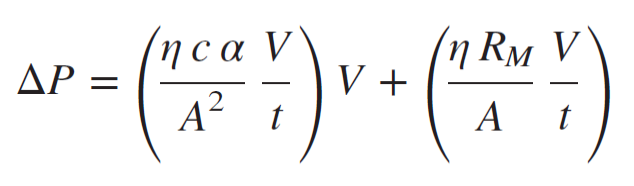 ΔP = (η c α / A² V / t) V + (η R_M / A V / t)